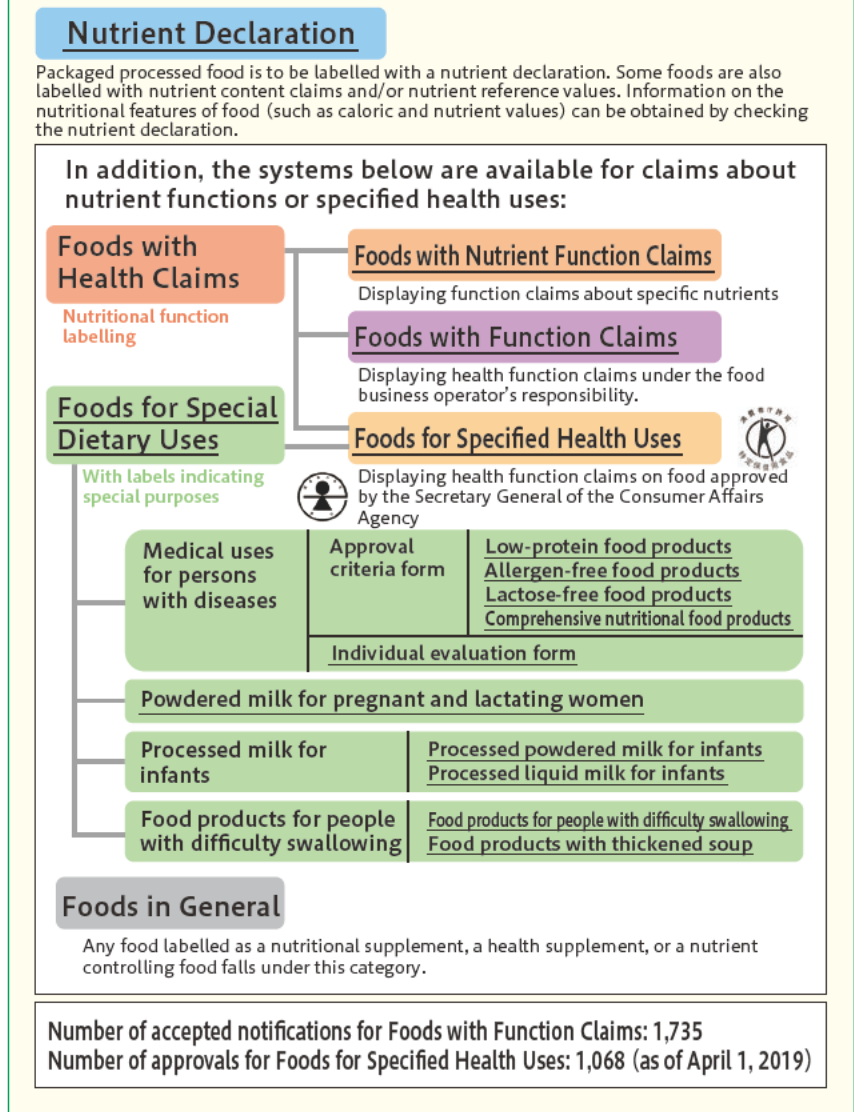 Nutrient Declaration
Packaged processed food is to be labelled with a nutrient declaration. Some foods are also
labelled with nutrient content claims and/or nutrient reference values. Information on the
nutritional features of food (such as caloric and nutrient values) can be obtained by checking
the nutrient declaration.
In addition, the systems below are available for claims about
nutrient functions or specified health uses:
Foods with
Health Claims
Nutritional function
labelling
Foods with Nutrient Function Claims
Displaying function claims about specific nutrients
Foods with Function Claims
Displaying health function claims under the food
business operator's responsibility.
Foods for Special
Dietary Uses
With labels indicating
special purposes
Foods for Specified Health Uses
Displaying health function claims on food approved
by the Secretary General of the Consumer Affairs
Agency
Medical uses
for persons
with diseases
Approval
criteria form
Low-protein food products
Allergen-free food products
Lactose-free food products
Comprehensive nutritional food products
Individual evaluation form
Powdered milk for pregnant and lactating women
Processed milk for
infants
Processed powdered milk for infants
Processed liquid milk for infants
Food products for people
with difficulty swallowing
Food products for people with difficulty swallowing
Food products with thickened soup
Foods in General
Any food labelled as a nutritional supplement, a health supplement, or a nutrient
controlling food falls under this category.
Number of accepted notifications for Foods with Function Claims: 1,735
Number of approvals for Foods for Specified Health Uses: 1,068 (as of April 1, 2019)